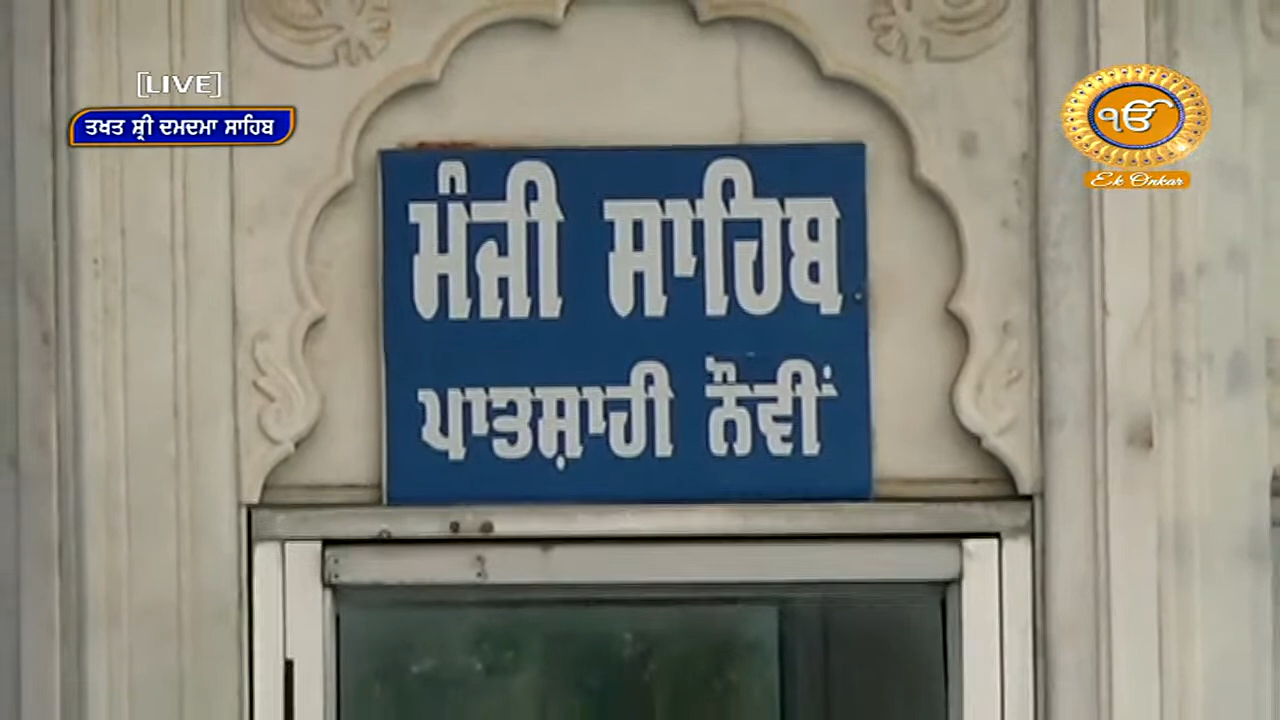 [LIVE]
ਤਖਤ ਸ਼੍ਰੀ ਦਮਦਮਾ ਸਾਹਿਬ
ੴ
Ek Onkar
ਮੰਜੀ ਸਾਹਿਬ
ਪਾਤਸ਼ਾਹੀ ਨੌਵੀਂ